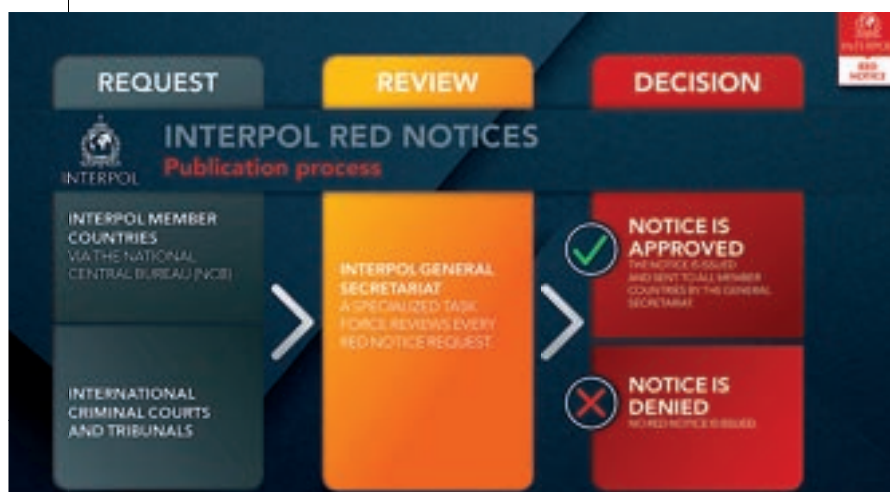 REQUEST
REVIEW
DECISION
INTERPOL
RED
NOTICE
INTERPOL
INTERPOL RED NOTICES
Publication process
INTERPOL MEMBER
COUNTRIES
VIA THE NATIONAL
CENTRAL BUREAU (NCB)
INTERNATIONAL
CRIMINAL COURTS
AND TRIBUNALS
INTERPOL GENERAL
SECRETARIAT
A SPECIALIZED TASK
FORCE REVIEWS EVERY
RED NOTICE REQUEST.
NOTICE IS
APPROVED
THE NOTICE IS ISSUED
AND SENT TO ALL MEMBER
COUNTRIES BY THE GENERAL
SECRETARIAT.
NOTICE IS
DENIED
NO RED NOTICE IS ISSUED.